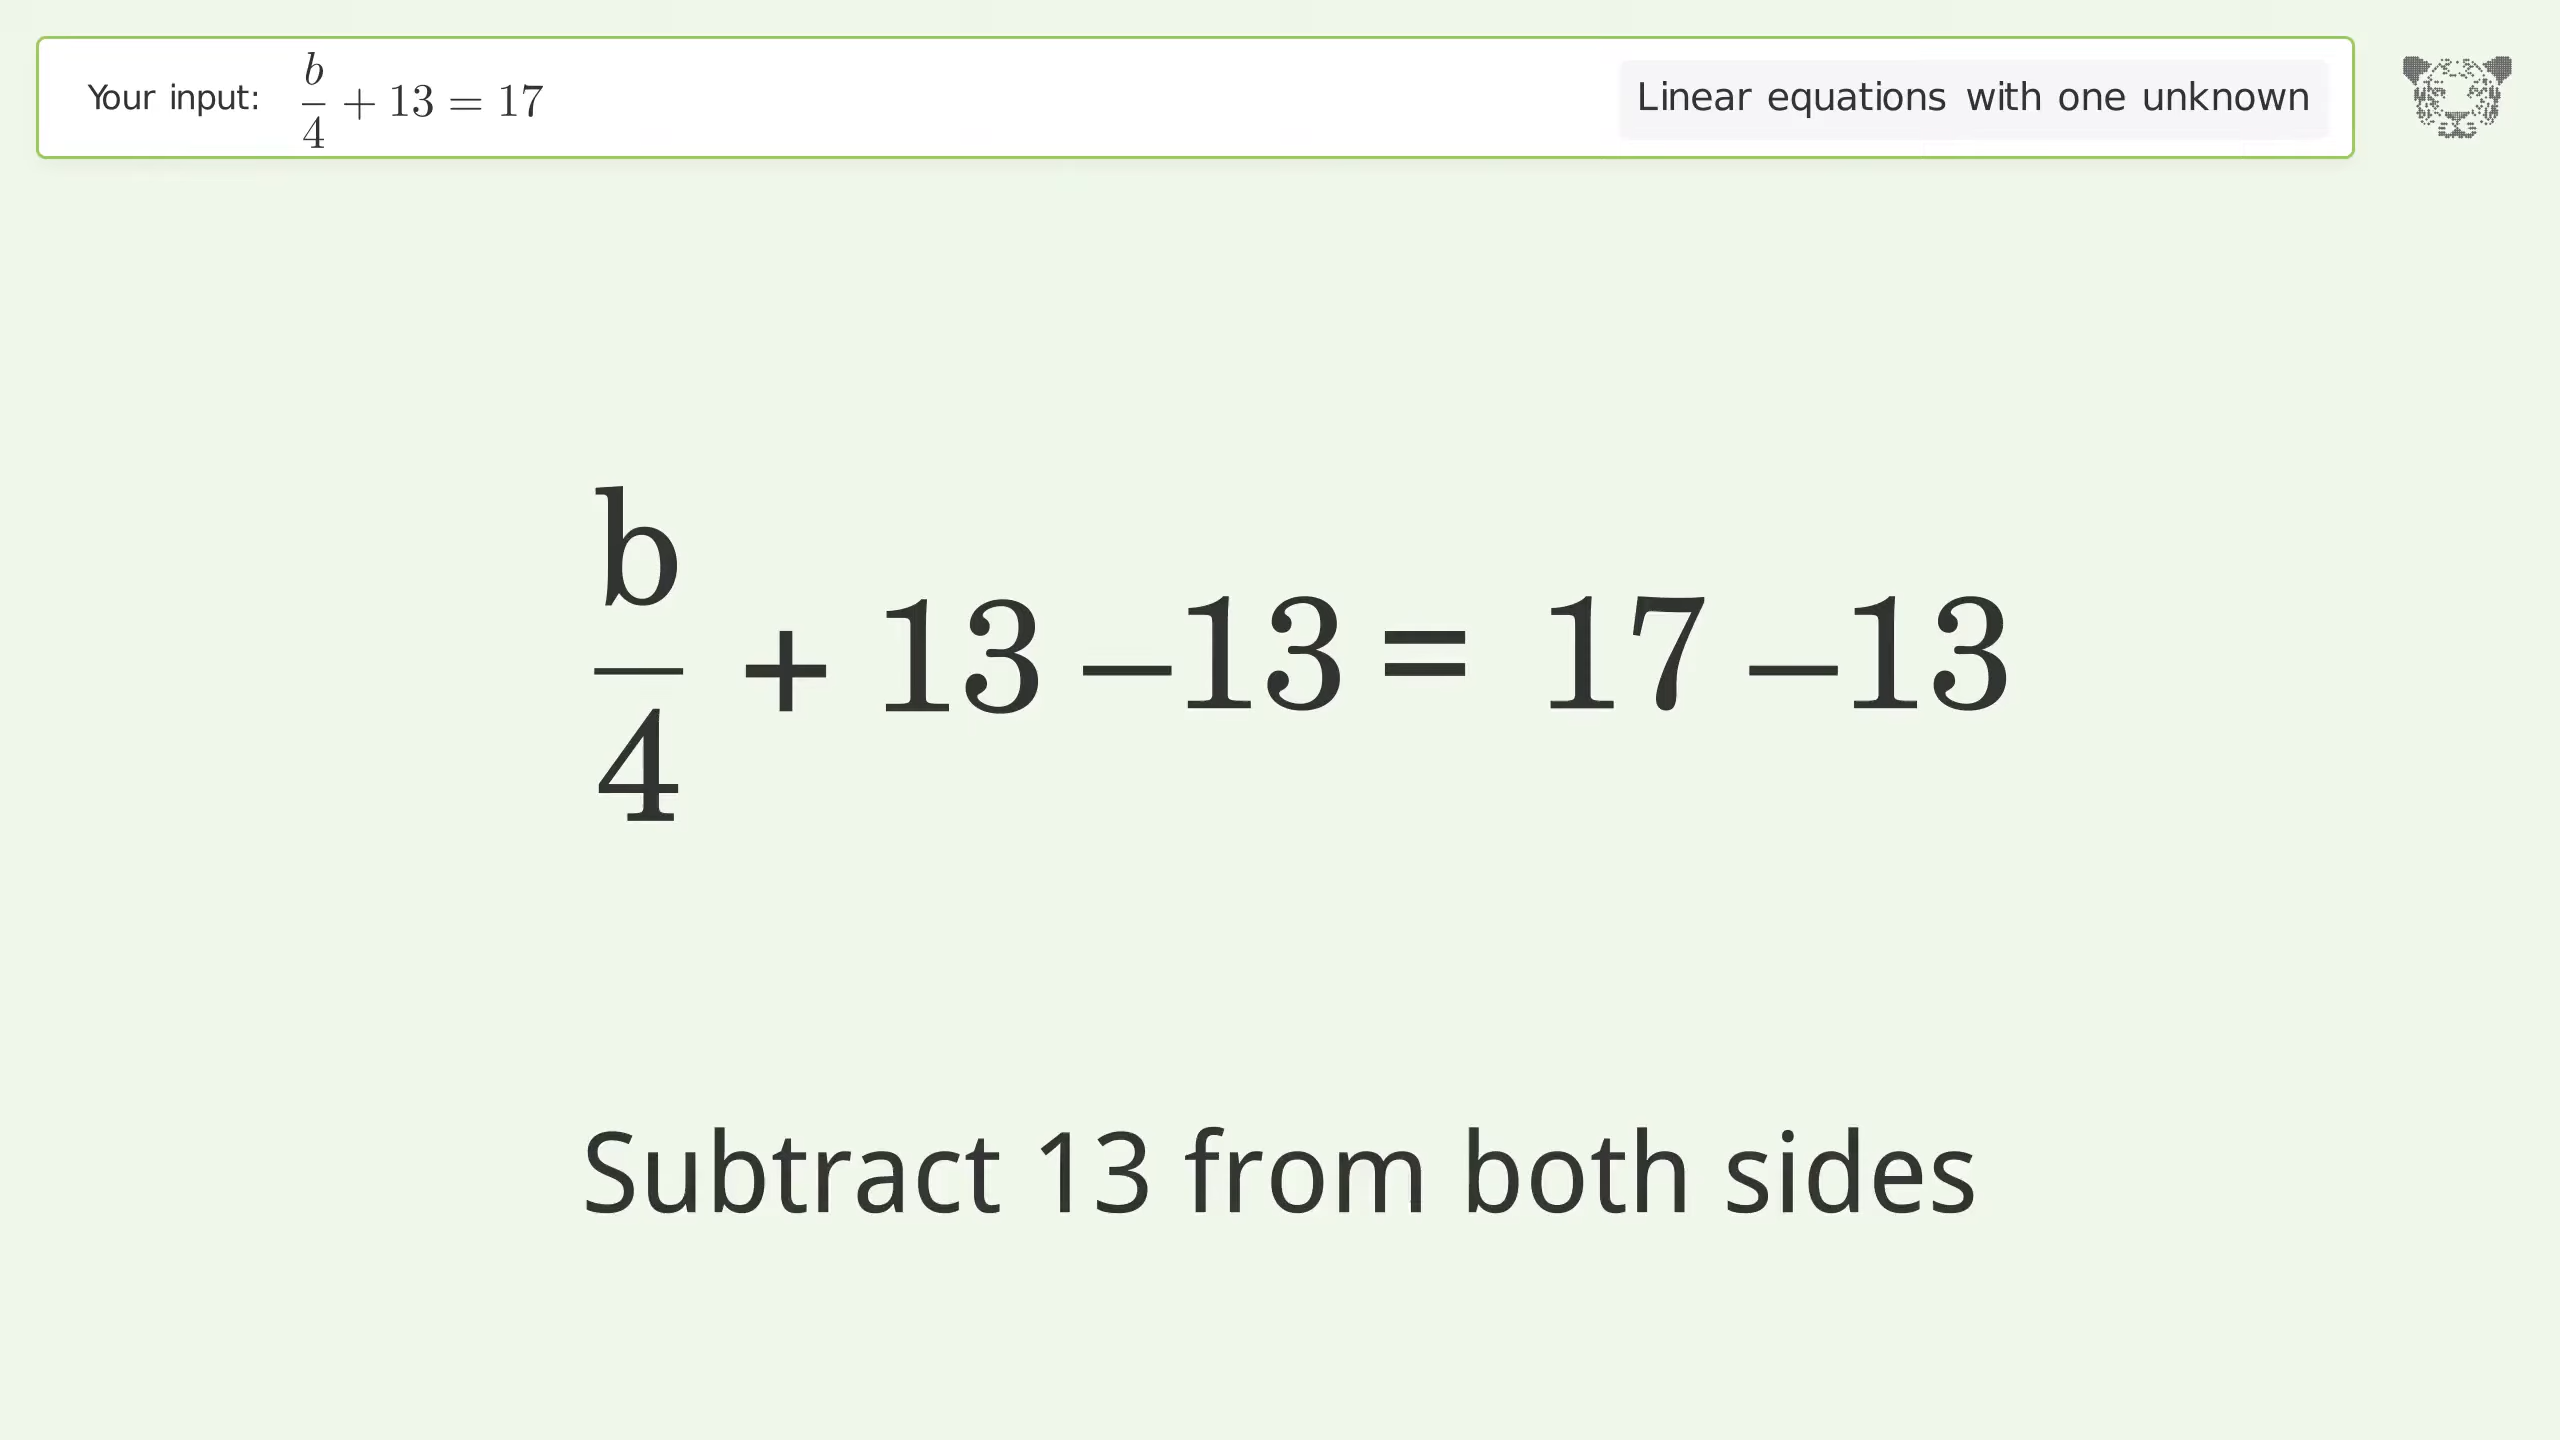 Your input: b/4 + 13 = 17
Linear equations with one unknown
b/4 + 13 –13 = 17 –13
Subtract 13 from both sides